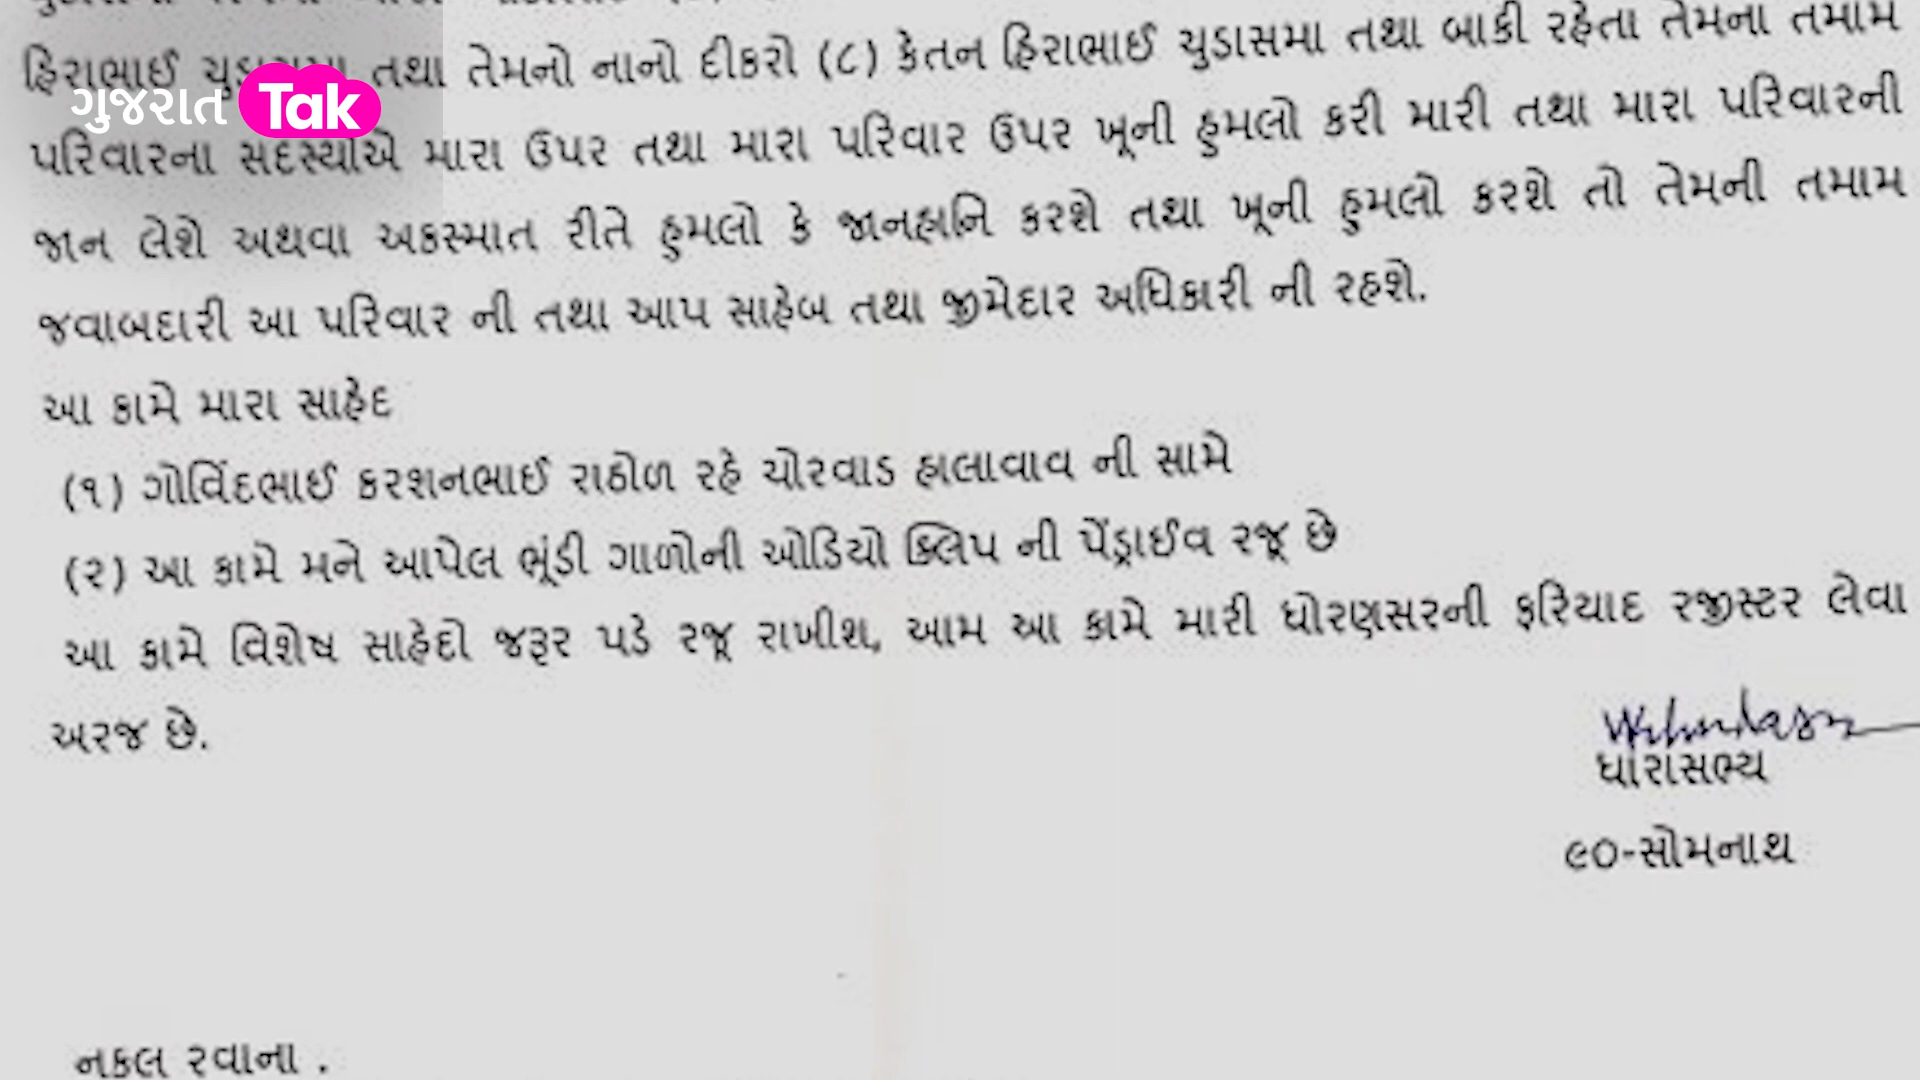 હિરાભાઈ ચુડાસમા તથા તેમનો નાનો દીકરો (૮) કેતન હિરાભાઈ ચુડાસમા તથા બાકી રહેતા તેમના તમામ
ગુજરાત Tak
પરિવારના સદસ્યોએ મારા ઉપર તથા મારા પરિવાર ઉપર ખૂની હુમલો કરી મારી તથા મારા પરિવારની
જાન લેશે અથવા અકસ્માત રીતે હુમલો કે જાનહાનિ કરશે તથા ખૂની હુમલો કરશે તો તેમની તમામ
જવાબદારી આ પરિવાર ની તથા આપ સાહેબ તથા જીમેદાર અધિકારી ની રહશે.
આ કામે મારા સાહેદ
(૧) ગોવિંદભાઈ કરશનભાઈ રાઠોળ રહે ચોરવાડ હાલાવાવ ની સામે
(૨) આ કામે મને આપેલ ભૂંડી ગાળોની ઓડિયો ક્લિપ ની પેંડ્રાઈવ રજૂ છે
આ કામે વિશેષ સાહેદો જરૂર પડે રજૂ રાખીશ, આમ આ કામે મારી ધોરણસરની ફરિયાદ રજીસ્ટર લેવા
અરજ છે.
ધારાસભ્ય
૯૦-સોમનાથ
નકલ રવાના .